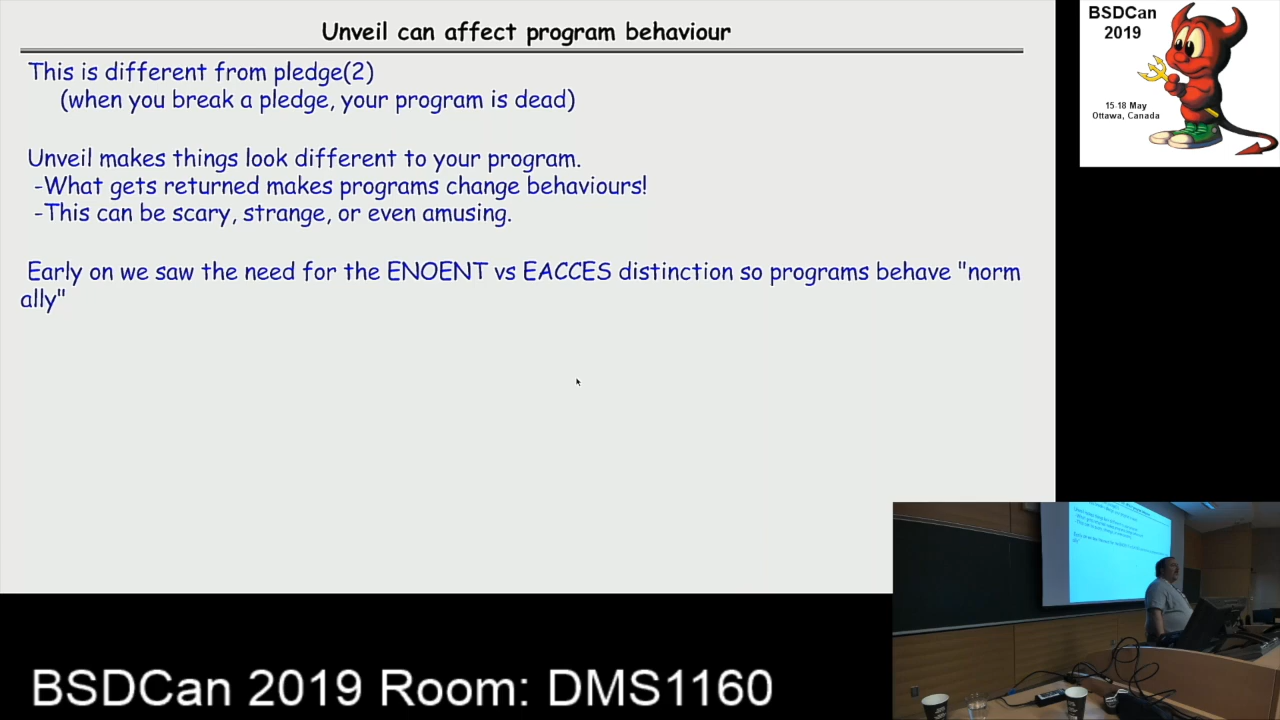 Unveil can affect program behaviour
This is different from pledge(2)
(when you break a pledge, your program is dead)
Unveil makes things look different to your program.
-What gets returned makes programs change behaviours!
-This can be scary, strange, or even amusing.
Early on we saw the need for the ENOENT vs EACCES distinction so programs behave "norm
ally"
BSDCan
2019
15-18 May
Ottawa, Canada
BSDCan 2019 Room: DMS1160